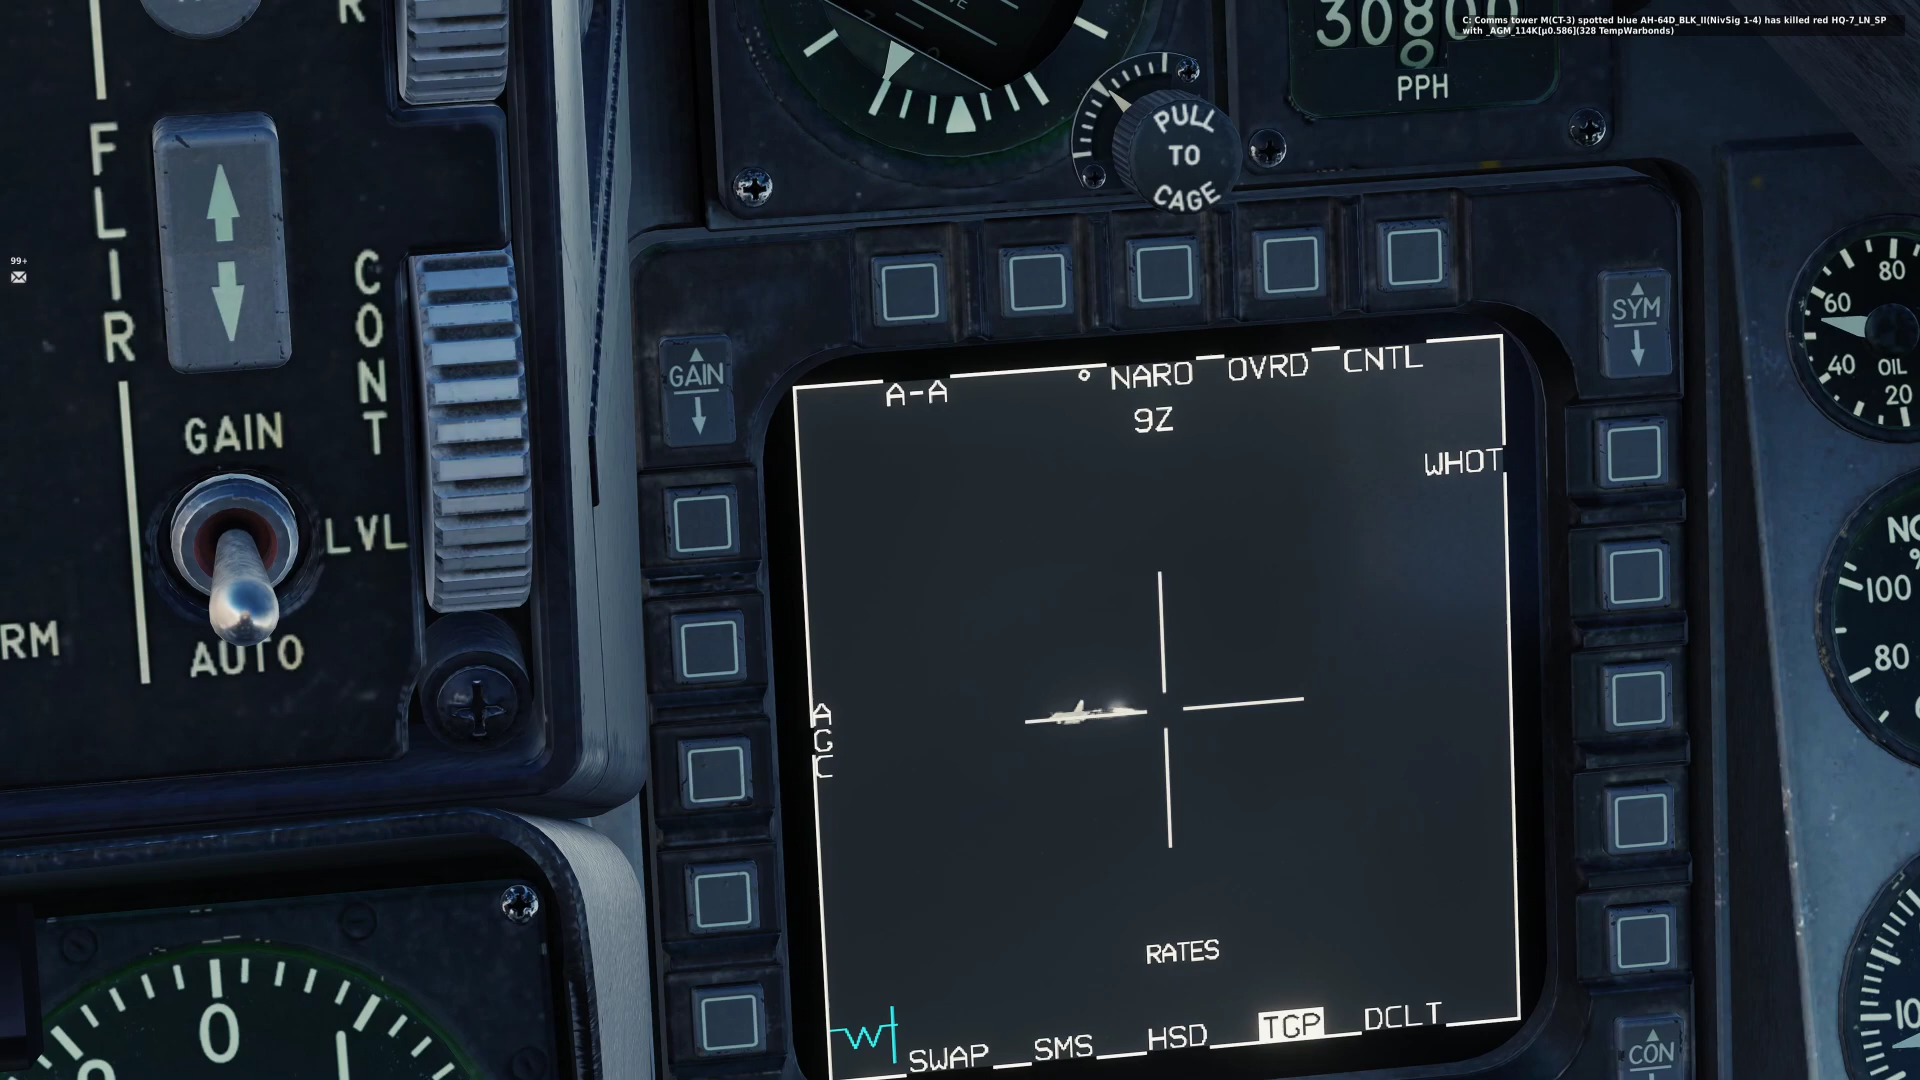 C: Comms tower M(CT-3) spotted blue AH-64D_BLK_II(NivSig 1-4) has killed red HQ-7_LN_SP
with _AGM_114K[µ0.586](328 TempWarbonds)
R
FLIR
99+
CONT
GAIN
LVL
RM
AUTO
0
PULL
TO
CAGE
PPH
GAIN
SYM
A-A
NARO
OVRD
CNTL
9Z
WHOT
AGC
RATES
SWAP
SMS
HSD
TGP
DCLT
CON
80
60
40
OIL
20
100
80